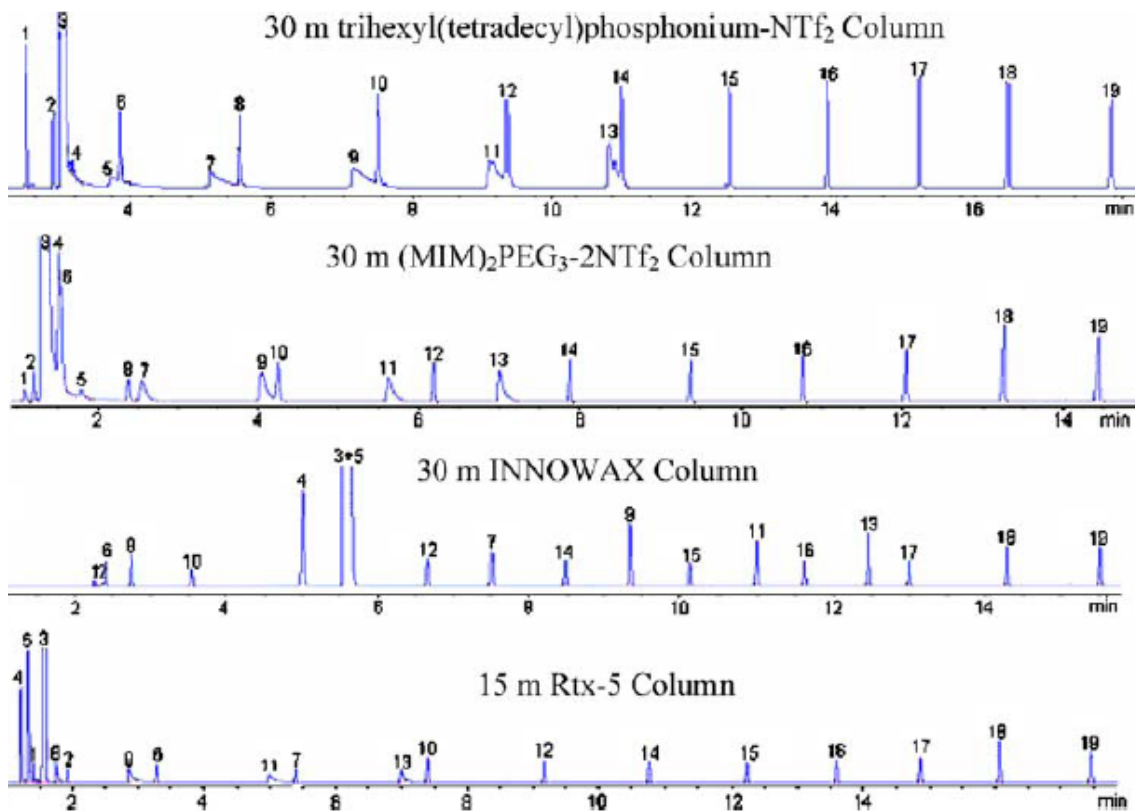 30 m trihexyl(tetradecyl)phosphonium-NTf₂ Column
1 2 3 4 5 6 7 8 9 10 11 12 13 14 15 16 17 18 19
4 6 8 10 12 14 16 min
30 m (MIM)₂PEG₃-2NTf₂ Column
1 2 3 4 6 5 8 7 9 10 11 12 13 14 15 16 17 18 19
2 4 6 8 10 12 14 min
30 m INNOWAX Column
6 8 10 4 3+5 12 7 14 9 15 11 16 13 17 18 19
2 4 6 8 10 12 14 min
15 m Rtx-5 Column
4 5 1 3 2 11 7 13 10 12 14 15 16 17 18 19
2 4 6 8 10 12 14 16 min